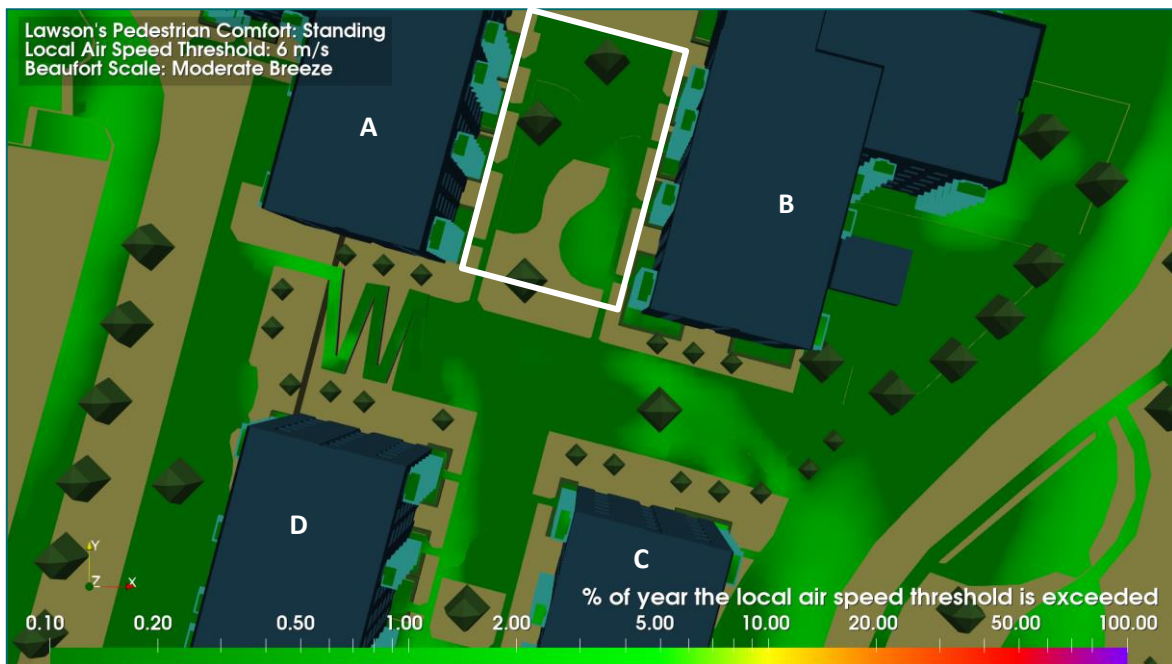 Lawson's Pedestrian Comfort: Standing
Local Air Speed Threshold: 6 m/s
Beaufort Scale: Moderate Breeze
A
B
D
C
Y
Z X
% of year the local air speed threshold is exceeded
0.10 0.20 0.50 1.00 2.00 5.00 10.00 20.00 50.00 100.00